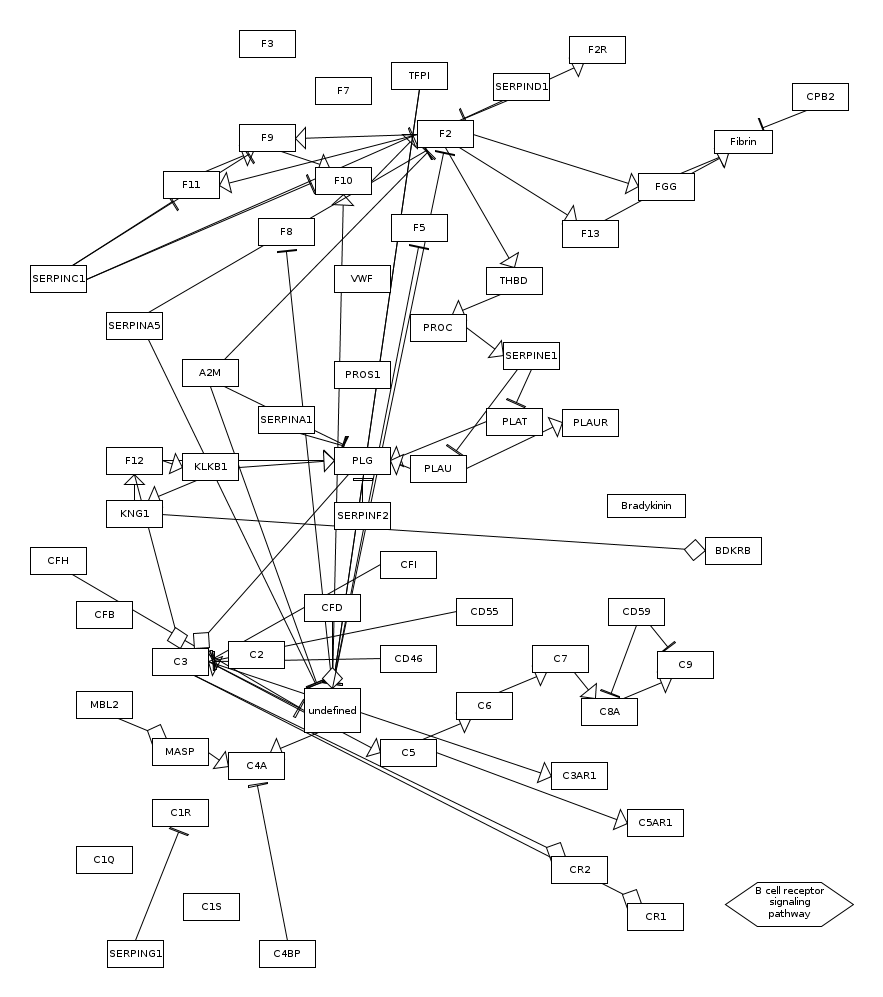 F3
F2R
TFPI
SERPIND1
F7
CPB2
F9
F2
Fibrin
F11
F10
FGG
F8
F5
F13
SERPINC1
VWF
THBD
SERPINA5
PROC
SERPINE1
A2M
PROS1
SERPINA1
PLAT
PLAUR
F12
KLKB1
PLG
PLAU
Bradykinin
KNG1
SERPINF2
BDKRB
CFH
CFI
CFB
CFD
CD55
CD59
C3
C2
CD46
C7
C9
MBL2
undefined
C6
C8A
MASP
C4A
C5
C3AR1
C1R
C5AR1
C1Q
CR2
B cell receptor
signaling
pathway
C1S
CR1
SERPING1
C4BP